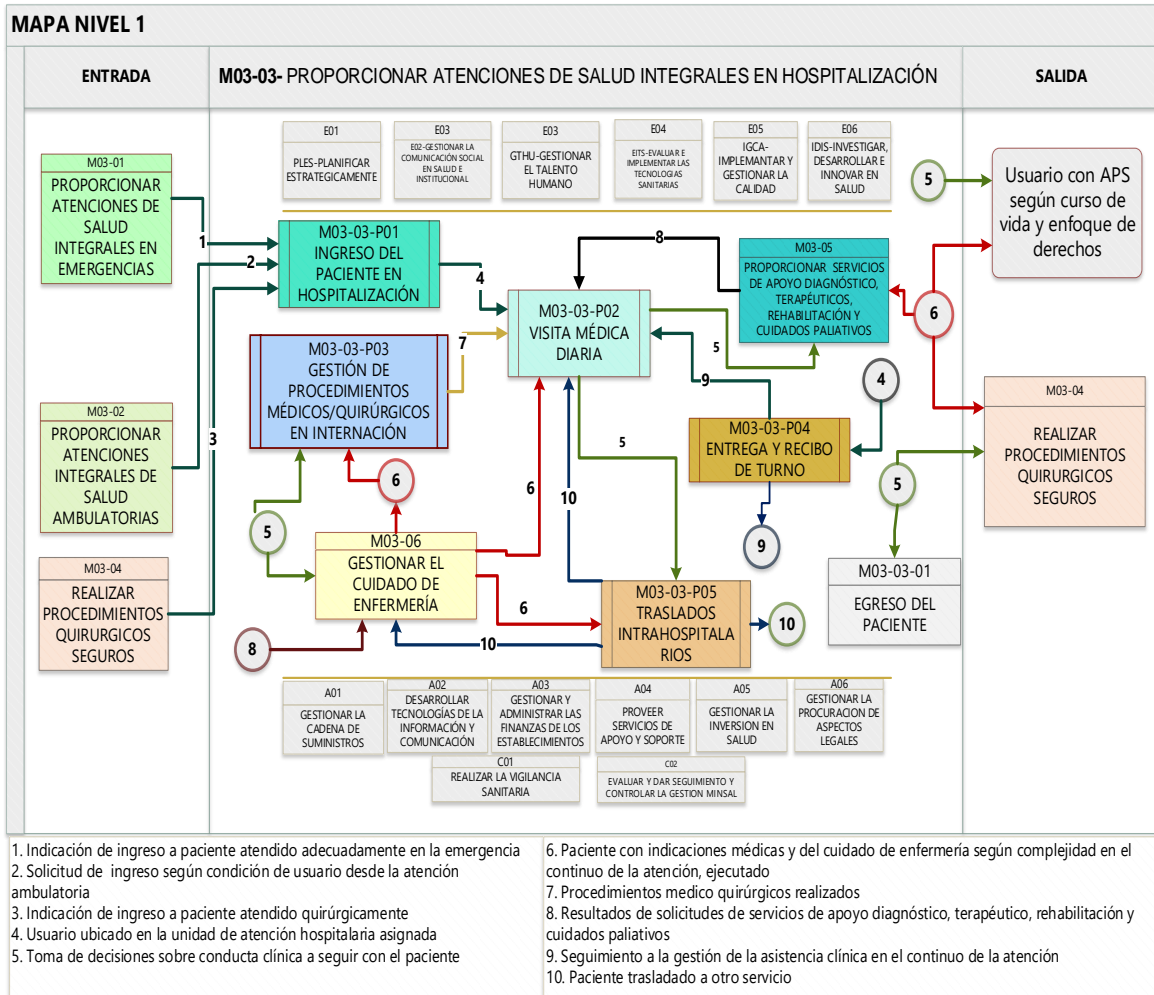 MAPA NIVEL 1
ENTRADA
M03-03- PROPORCIONAR ATENCIONES DE SALUD INTEGRALES EN HOSPITALIZACIÓN
SALIDA
E01
PLES-PLANIFICAR
ESTRATEGICAMENTE
E03
E02-GESTIONAR LA
COMUNICACIÓN SOCIAL
EN SALUD E
INSTITUCIONAL
E03
GTHU-GESTIONAR
EL TALENTO
HUMANO
E04
EITS-EVALUAR E
IMPLEMENTAR LAS
TECNOLOGIAS
SANITARIAS
E05
IGCA-
IMPLEMANTAR Y
GESTIONAR LA
CALIDAD
E06
IDIS-INVESTIGAR,
DESARROLLAR E
INNOVAR EN
SALUD
M03-01
PROPORCIONAR
ATENCIONES DE
SALUD
INTEGRALES EN
EMERGENCIAS
M03-02
PROPORCIONAR
ATENCIONES
INTEGRALES DE
SALUD
AMBULATORIAS
M03-04
REALIZAR
PROCEDIMIENTOS
QUIRURGICOS
SEGUROS
1
2
3
M03-03-P01
INGRESO DEL
PACIENTE EN
HOSPITALIZACIÓN
4
M03-03-P02
VISITA MÉDICA
DIARIA
8
M03-05
PROPORCIONAR SERVICIOS
DE APOYO DIAGNÓSTICO,
TERAPÉUTICOS,
REHABILITACIÓN Y
CUIDADOS PALIATIVOS
5
Usuario con APS
según curso de
vida y enfoque de
derechos
6
M03-03-P03
GESTIÓN DE
PROCEDIMIENTOS
MÉDICOS/QUIRÚRGICOS
EN INTERNACIÓN
7
5
9
4
M03-03-P04
ENTREGA Y RECIBO
DE TURNO
M03-04
REALIZAR
PROCEDIMIENTOS
QUIRURGICOS
SEGUROS
5
6
6
10
5
9
5
M03-06
GESTIONAR EL
CUIDADO DE
ENFERMERÍA
6
10
8
M03-03-P05
TRASLADOS
INTRAHOSPITALA
RIOS
10
M03-03-01
EGRESO DEL
PACIENTE
A01
GESTIONAR LA
CADENA DE
SUMINISTROS
A02
DESARROLLAR
TECNOLOGÍAS DE LA
INFORMACIÓN Y
COMUNICACIÓN
A03
GESTIONAR Y
ADMINISTRAR LAS
FINANZAS DE LOS
ESTABLECIMIENTOS
A04
PROVEER
SERVICIOS DE
APOYO Y SOPORTE
A05
GESTIONAR LA
INVERSION EN
SALUD
A06
GESTIONAR LA
PROCURACION DE
ASPECTOS
LEGALES
C01
REALIZAR LA VIGILANCIA
SANITARIA
C02
EVALUAR Y DAR SEGUIMIENTO Y
CONTROLAR LA GESTION MINSAL
1. Indicación de ingreso a paciente atendido adecuadamente en la emergencia
2. Solicitud de ingreso según condición de usuario desde la atención
ambulatoria
3. Indicación de ingreso a paciente atendido quirúrgicamente
4. Usuario ubicado en la unidad de atención hospitalaria asignada
5. Toma de decisiones sobre conducta clínica a seguir con el paciente
6. Paciente con indicaciones médicas y del cuidado de enfermería según complejidad en el
continuo de la atención, ejecutado
7. Procedimientos medico quirúrgicos realizados
8. Resultados de solicitudes de servicios de apoyo diagnóstico, terapéutico, rehabilitación y
cuidados paliativos
9. Seguimiento a la gestión de la asistencia clínica en el continuo de la atención
10. Paciente trasladado a otro servicio